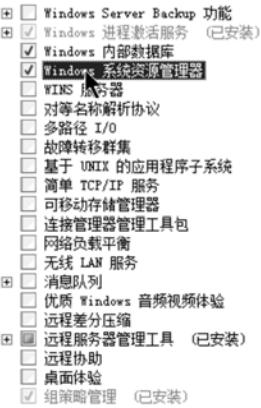 Windows Server Backup 功能
Windows 进程激活服务 (已安装)
Windows 内部数据库
Windows 系统资源管理器
WINS 服务器
对等名称解析协议
多路径 I/O
故障转移群集
基于 UNIX 的应用程序子系统
简单 TCP/IP 服务
可移动存储管理器
连接管理器管理工具包
网络负载平衡
无线 LAN 服务
消息队列
优质 Windows 音频视频体验
远程差分压缩
远程服务器管理工具 (已安装)
远程协助
桌面体验
组策略管理 (已安装)